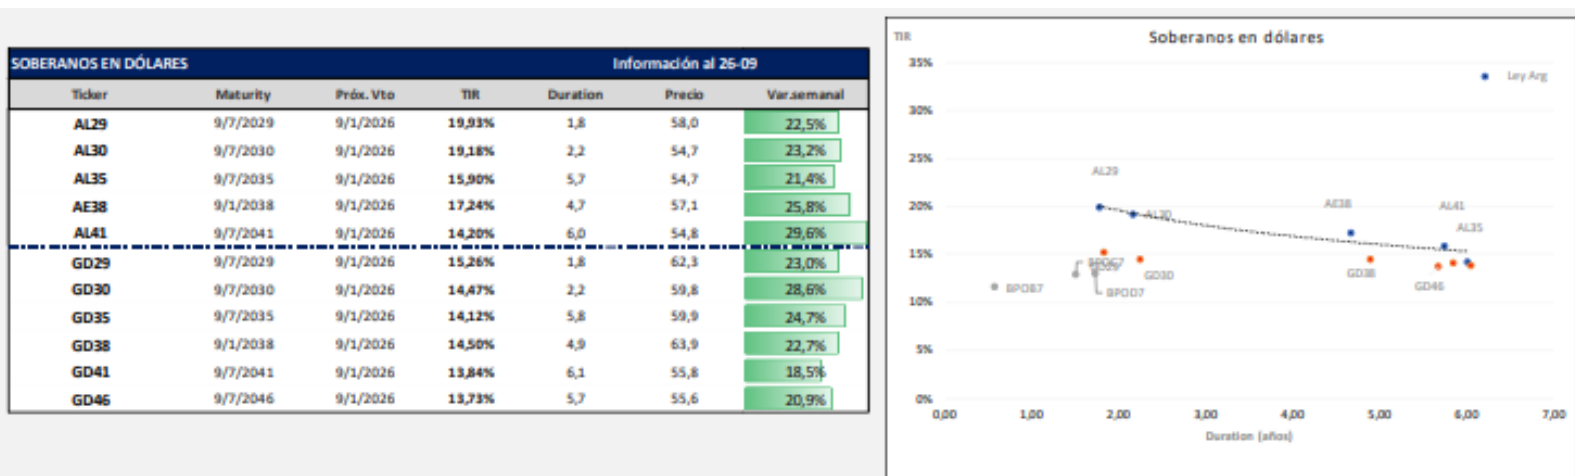 SOBERANOS EN DÓLARES Información al 26-09
Ticker Maturity Próx. Vto TIR Duration Precio Var.semanal
AL29 9/7/2029 9/1/2026 19,93% 1,8 58,0 22,5%
AL30 9/7/2030 9/1/2026 19,18% 2,2 54,7 23,2%
AL35 9/7/2035 9/1/2026 15,90% 5,7 54,7 21,4%
AE38 9/1/2038 9/1/2026 17,24% 4,7 57,1 25,8%
AL41 9/7/2041 9/1/2026 14,20% 6,0 54,8 29,6%
GD29 9/7/2029 9/1/2026 15,26% 1,8 62,3 23,0%
GD30 9/7/2030 9/1/2026 14,47% 2,2 59,8 28,6%
GD35 9/7/2035 9/1/2026 14,12% 5,8 59,9 24,7%
GD38 9/1/2038 9/1/2026 14,50% 4,9 63,9 22,7%
GD41 9/7/2041 9/1/2026 13,84% 6,1 55,8 18,5%
GD46 9/7/2046 9/1/2026 13,73% 5,7 55,6 20,9%
TIR
Soberanos en dólares
35%
Ley Arg
30%
25%
AL29
20%
AL30
AE38
AL41
AL35
15%
BPOC7
GD30
GD38
GD46
10%
BPOB7
BPOD7
5%
0%
0,00 1,00 2,00 3,00 4,00 5,00 6,00 7,00
Duration (años)